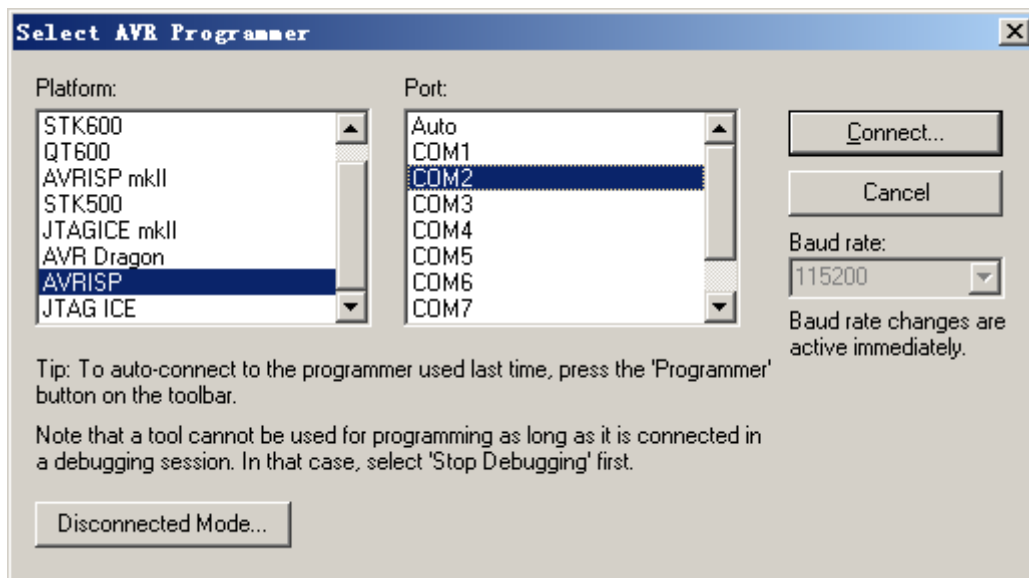 Select AVR Programmer
Platform:
STK600
QT600
AVRISP mkII
STK500
JTAGICE mkII
AVR Dragon
AVRISP
JTAG ICE
Port:
Auto
COM1
COM2
COM3
COM4
COM5
COM6
COM7
Connect...
Cancel
Baud rate:
115200
Baud rate changes are
active immediately.
Tip: To auto-connect to the programmer used last time, press the 'Programmer'
button on the toolbar.
Note that a tool cannot be used for programming as long as it is connected in
a debugging session. In that case, select 'Stop Debugging' first.
Disconnected Mode...